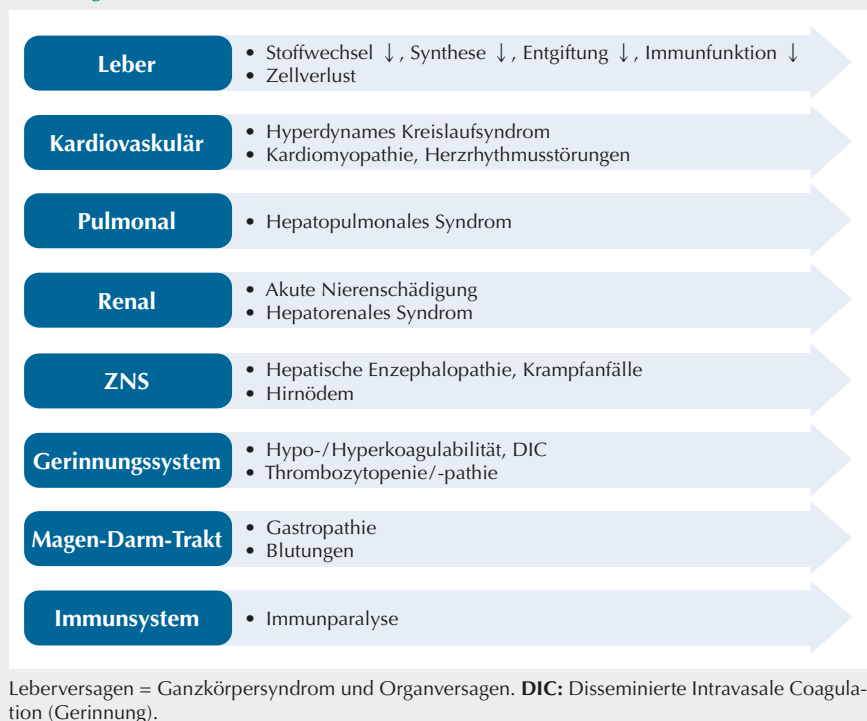 Leber
• Stoffwechsel ↓, Synthese ↓, Entgiftung ↓, Immunfunktion ↓
• Zellverlust
Kardiovaskulär
• Hyperdynames Kreislaufsyndrom
• Kardiomyopathie, Herzrhythmusstörungen
Pulmonal
• Hepatopulmonales Syndrom
Renal
• Akute Nierenschädigung
• Hepatorenales Syndrom
ZNS
• Hepatische Enzephalopathie, Krampfanfälle
• Hirnödem
Gerinnungssystem
• Hypo-/Hyperkoagulabilität, DIC
• Thrombozytopenie/-pathie
Magen-Darm-Trakt
• Gastropathie
• Blutungen
Immunsystem
• Immunparalyse
Leberversagen = Ganzkörpersyndrom und Organversagen. DIC: Disseminierte Intravasale Coagula-
tion (Gerinnung).